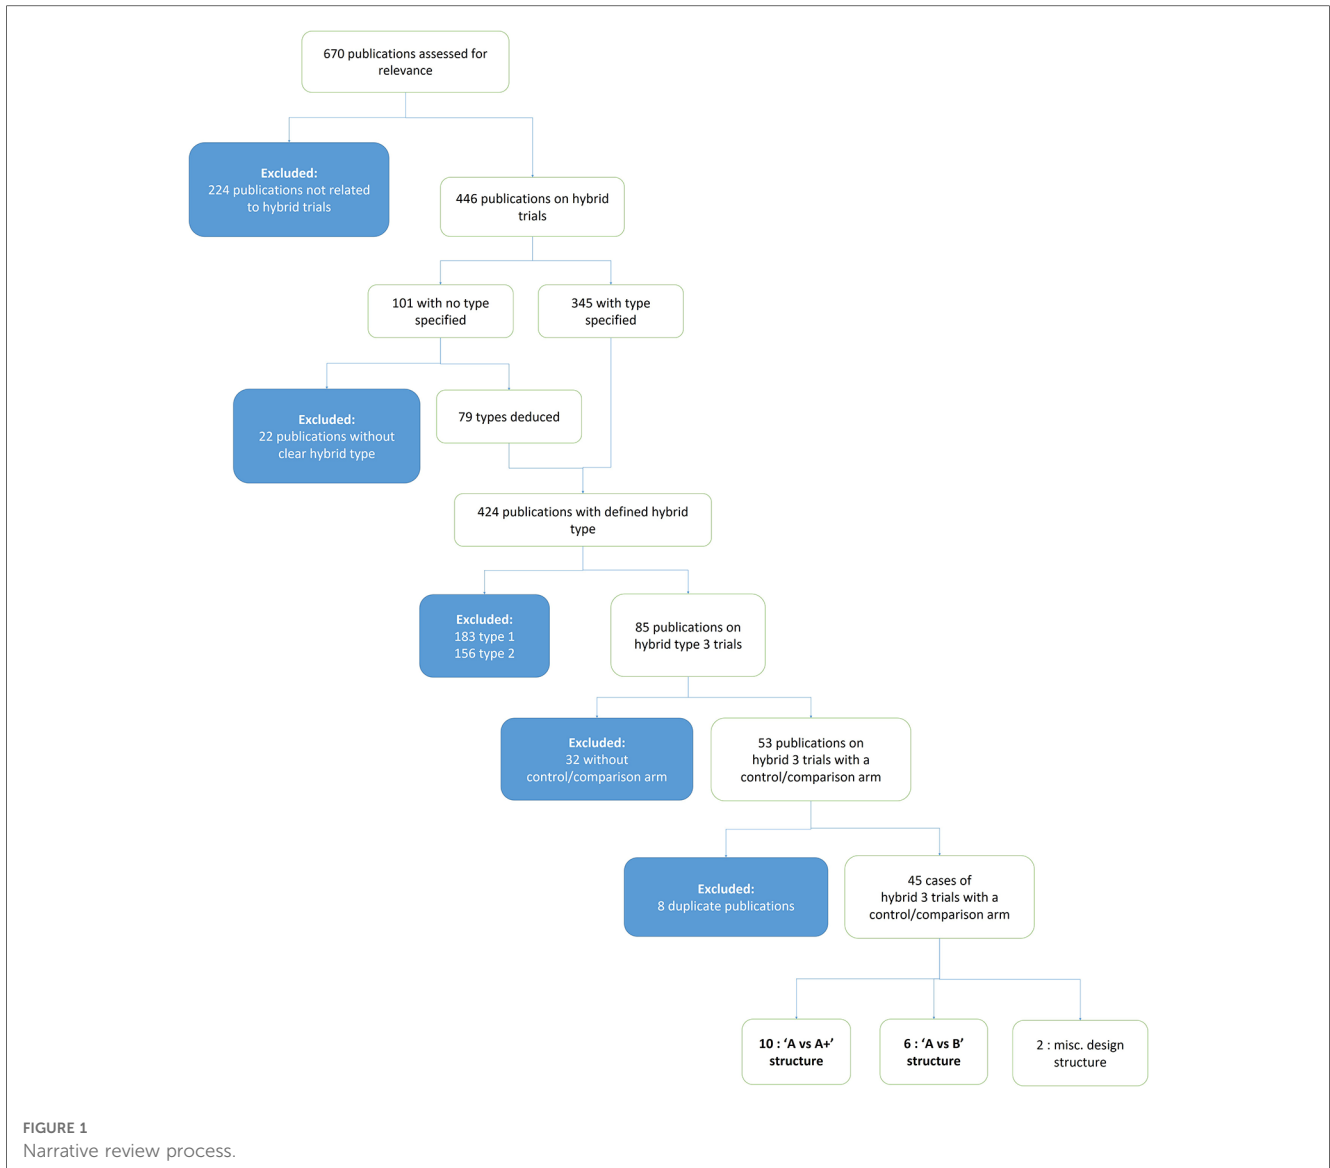 670 publications assessed for
relevance
Excluded:
224 publications not related
to hybrid trials
446 publications on hybrid
trials
101 with no type
specified
345 with type
specified
Excluded:
22 publications without
clear hybrid type
79 types deduced
424 publications with defined hybrid
type
Excluded:
183 type 1
156 type 2
85 publications on
hybrid type 3 trials
Excluded:
32 without
control/comparison arm
53 publications on
hybrid 3 trials with a
control/comparison arm
Excluded:
8 duplicate publications
45 cases of
hybrid 3 trials with a
control/comparison arm
10 : ‘A vs A+’
structure
6 : ‘A vs B’
structure
2 : misc. design
structure
FIGURE 1
Narrative review process.